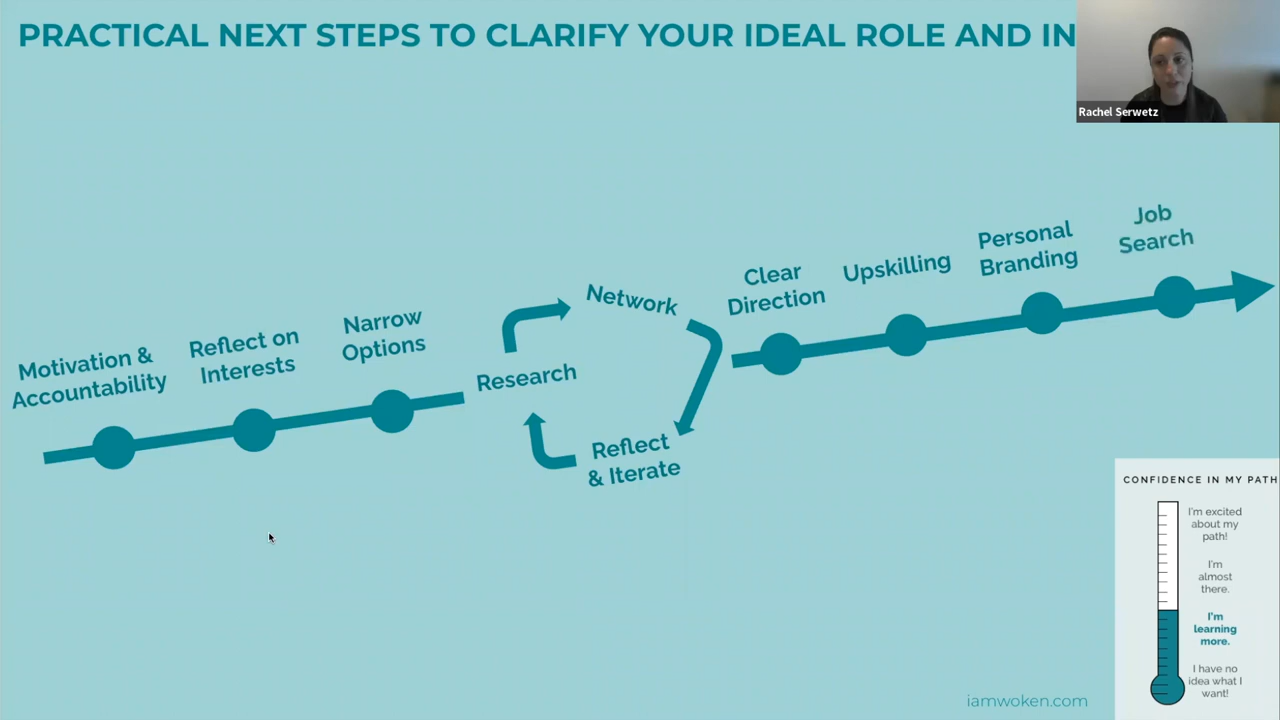 PRACTICAL NEXT STEPS TO CLARIFY YOUR IDEAL ROLE AND IN
Rachel Serwetz
Motivation &
Accountability
Reflect on
Interests
Narrow
Options
Research
Network
Reflect
& Iterate
Clear
Direction
Upskilling
Personal
Branding
Job
Search
CONFIDENCE IN MY PATH
I'm excited
about my
path!
I'm
almost
there.
I'm
learning
more.
I have no
idea what I
want!
iamwoken.com